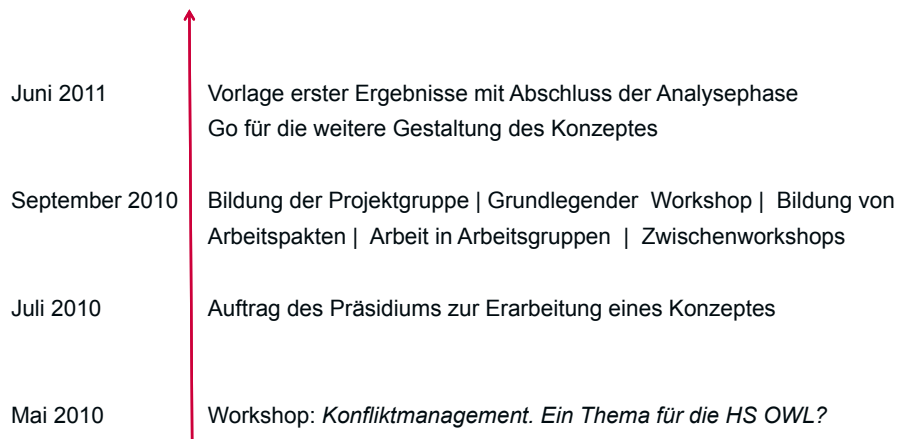 Juni 2011 Vorlage erster Ergebnisse mit Abschluss der Analysephase
Go für die weitere Gestaltung des Konzeptes
September 2010 Bildung der Projektgruppe | Grundlegender Workshop | Bildung von
Arbeitspakten | Arbeit in Arbeitsgruppen | Zwischenworkshops
Juli 2010 Auftrag des Präsidiums zur Erarbeitung eines Konzeptes
Mai 2010 Workshop: Konfliktmanagement. Ein Thema für die HS OWL?